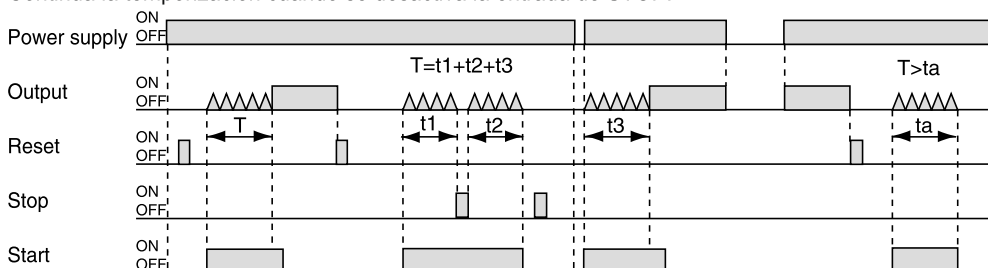 Power supply ON OFF
T=t1+t2+t3
T>ta
Output ON OFF
T t1 t2 t3 ta
Reset ON OFF
Stop ON OFF
Start ON OFF